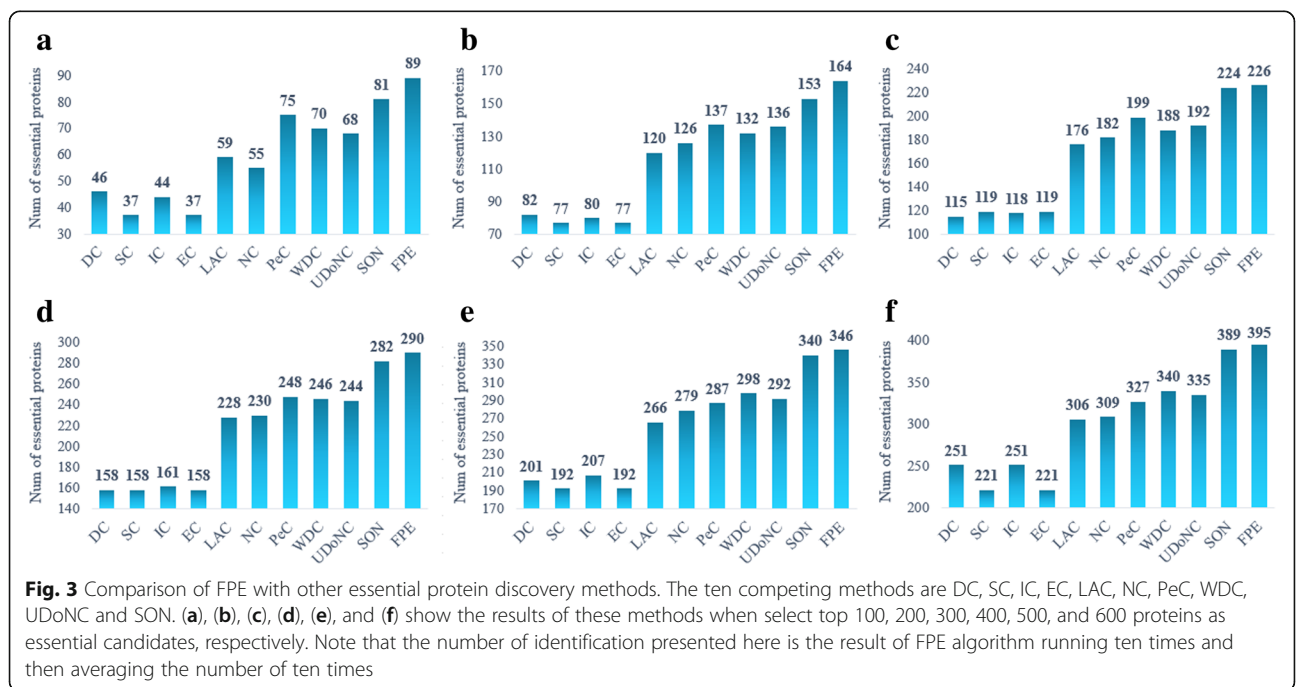 a
Num of essential proteins
90
80
70
60
50
40
30
46
37
44
37
59
55
75
70
68
81
89
DC
SC
IC
EC
LAC
NC
PeC
WDC
UDoNC
SON
FPE
b
Num of essential proteins
170
150
130
110
90
70
82
77
80
77
120
126
137
132
136
153
164
DC
SC
IC
EC
LAC
NC
PeC
WDC
UDoNC
SON
FPE
c
Num of essential proteins
240
220
200
180
160
140
120
100
115
119
118
119
176
182
199
188
192
224
226
DC
SC
IC
EC
LAC
NC
PeC
WDC
UDoNC
SON
FPE
d
Num of essential proteins
300
280
260
240
220
200
180
160
140
158
158
161
158
228
230
248
246
244
282
290
DC
SC
IC
EC
LAC
NC
PeC
WDC
UDoNC
SON
FPE
e
Num of essential proteins
350
330
310
290
270
250
230
210
190
170
201
192
207
192
266
279
287
298
292
340
346
DC
SC
IC
EC
LAC
NC
PeC
WDC
UDoNC
SON
FPE
f
Num of essential proteins
400
350
300
250
200
251
221
251
221
306
309
327
340
335
389
395
DC
SC
IC
EC
LAC
NC
PeC
WDC
UDoNC
SON
FPE
Fig. 3 Comparison of FPE with other essential protein discovery methods. The ten competing methods are DC, SC, IC, EC, LAC, NC, PeC, WDC,
UDoNC and SON. (a), (b), (c), (d), (e), and (f) show the results of these methods when select top 100, 200, 300, 400, 500, and 600 proteins as
essential candidates, respectively. Note that the number of identification presented here is the result of FPE algorithm running ten times and
then averaging the number of ten times